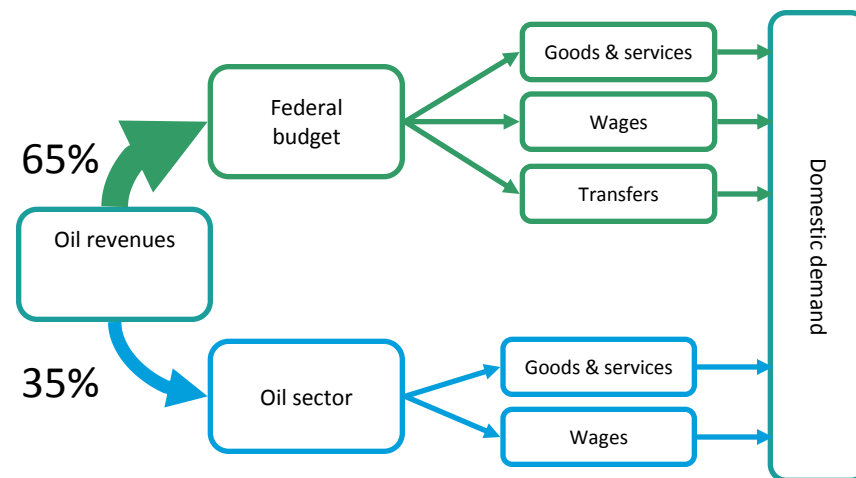 65%
Oil revenues
35%
Federal
budget
Oil sector
Goods & services
Wages
Transfers
Goods & services
Wages
Domestic demand